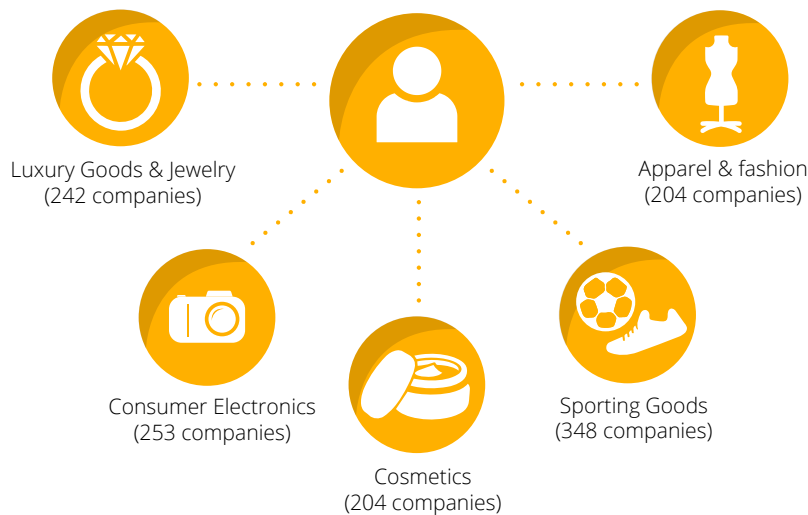 Luxury Goods & Jewelry
(242 companies)
Apparel & fashion
(204 companies)
Consumer Electronics
(253 companies)
Sporting Goods
(348 companies)
Cosmetics
(204 companies)